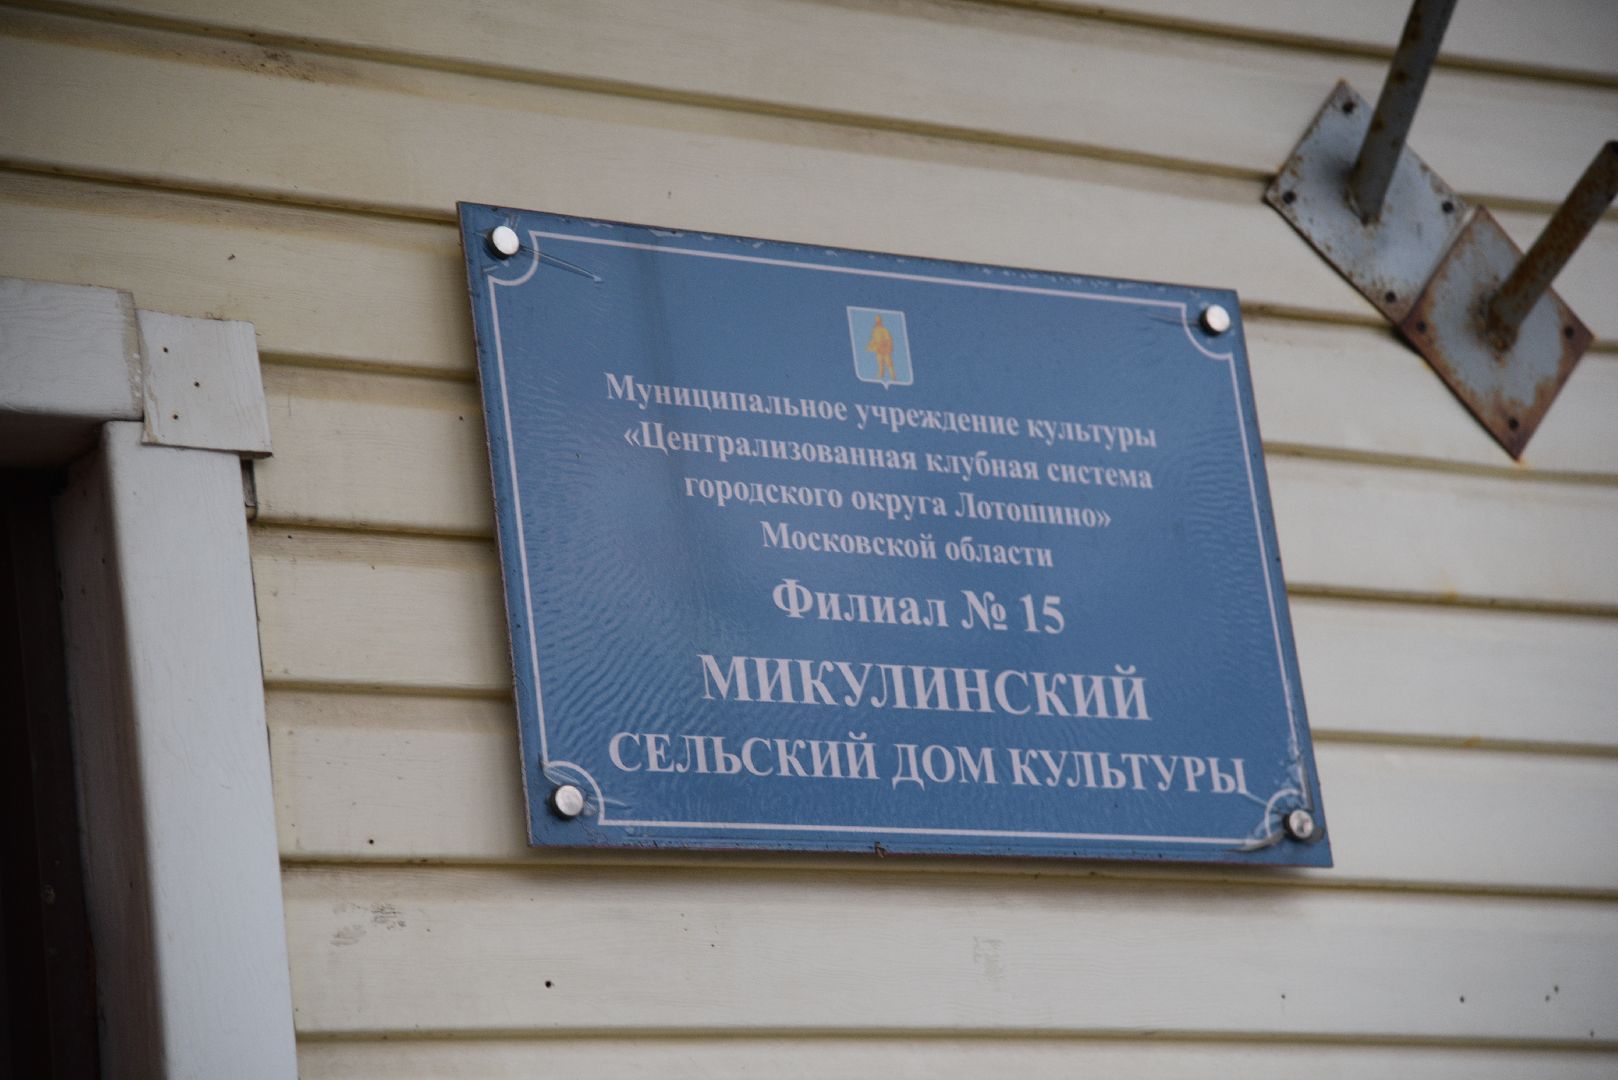 Муниципальное учреждение культуры
«Централизованная клубная система
городского округа Лотошино»
Московской области
Филиал № 15
МИКУЛИНСКИЙ
СЕЛЬСКИЙ ДОМ КУЛЬТУРЫ